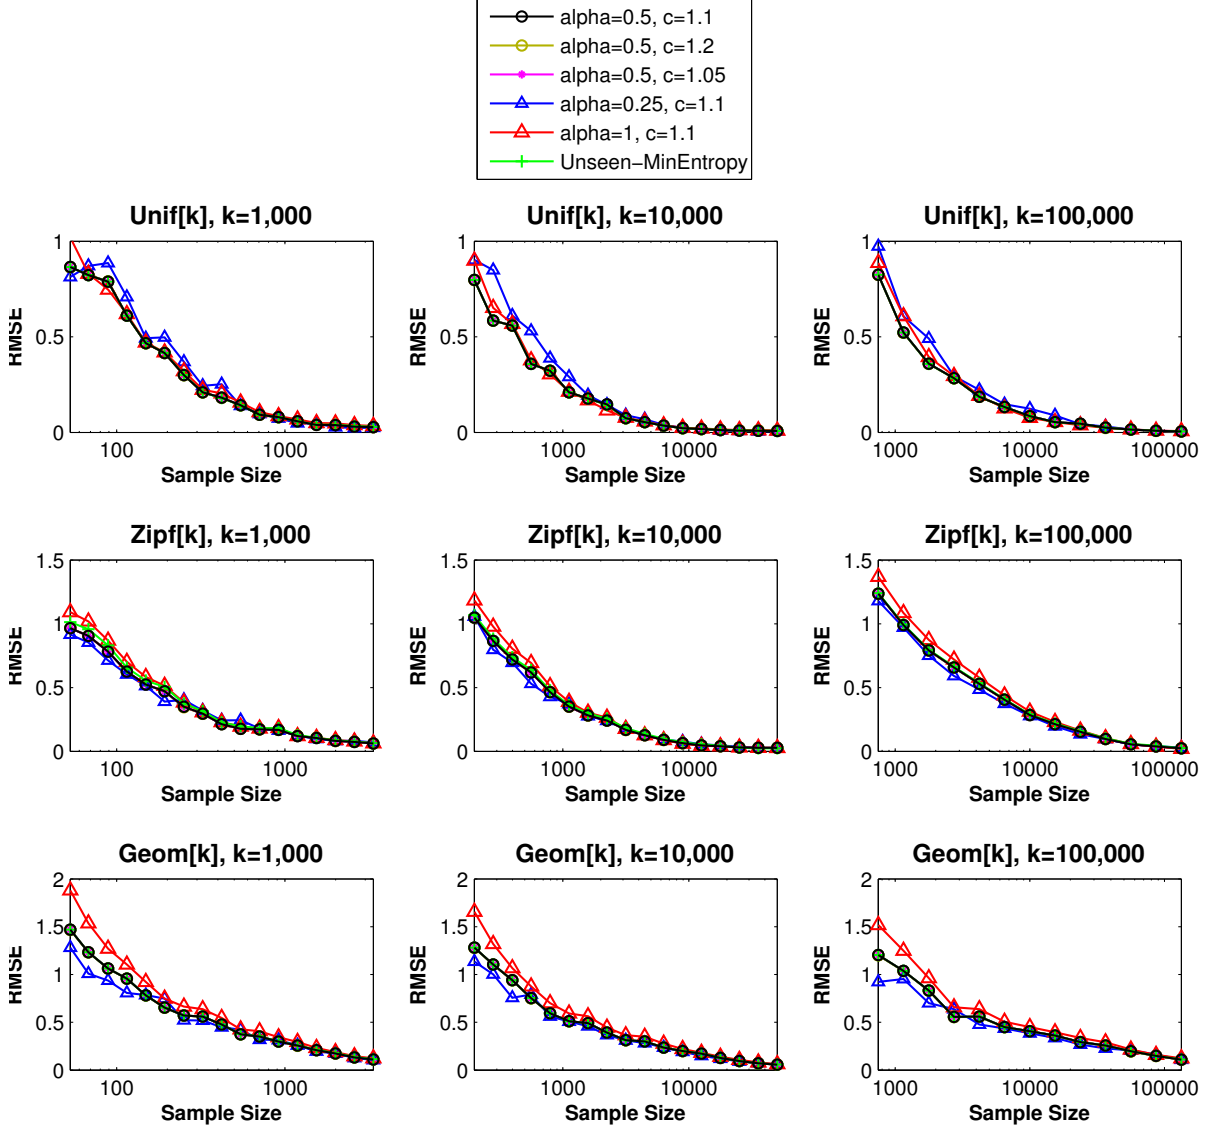 alpha=0.5, c=1.1
alpha=0.5, c=1.2
alpha=0.5, c=1.05
alpha=0.25, c=1.1
alpha=1, c=1.1
Unseen−MinEntropy
Unif[k], k=1,000
1
0.5
0
RMSE
100 1000
Sample Size
Unif[k], k=10,000
1
0.5
0
RMSE
1000 10000
Sample Size
Unif[k], k=100,000
1
0.5
0
RMSE
1000 10000 100000
Sample Size
Zipf[k], k=1,000
1.5
1
0.5
0
RMSE
100 1000
Sample Size
Zipf[k], k=10,000
1.5
1
0.5
0
RMSE
1000 10000
Sample Size
Zipf[k], k=100,000
1.5
1
0.5
0
RMSE
1000 10000 100000
Sample Size
Geom[k], k=1,000
2
1.5
1
0.5
0
RMSE
100 1000
Sample Size
Geom[k], k=10,000
2
1.5
1
0.5
0
RMSE
1000 10000
Sample Size
Geom[k], k=100,000
2
1.5
1
0.5
0
RMSE
1000 10000 100000
Sample Size